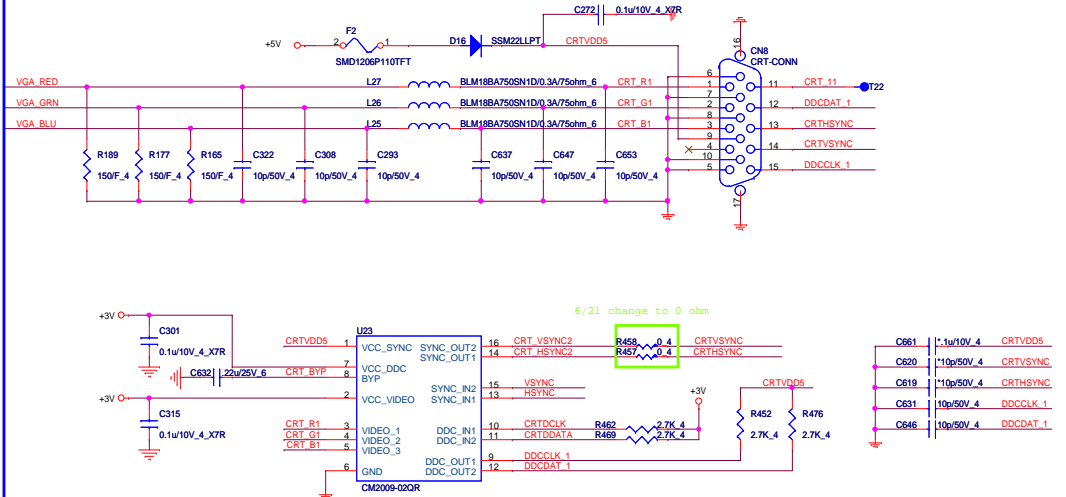 C272 0.1u/10V_4_X7R
+5V 2 F2 1 D16 SSM22LLPT CRTVDD5
SMD1206P110TFT
16
CN8
CRT-CONN
VGA_RED L27 BLM18BA750SN1D/0.3A/75ohm_6 CRT_R1 6 1 11 CRT_11 T22
VGA_GRN L26 BLM18BA750SN1D/0.3A/75ohm_6 CRT_G1 7 2 12 DDCDAT_1
VGA_BLU L25 BLM18BA750SN1D/0.3A/75ohm_6 CRT_B1 8 3 13 CRTHSYNC
9 4 14 CRTVSYNC
10 5 15 DDCCLK_1
R189 R177 R165 C322 C308 C293 C637 C647 C653
150/F_4 150/F_4 150/F_4 10p/50V_4 10p/50V_4 10p/50V_4 10p/50V_4 10p/50V_4 10p/50V_4
17
6/21 change to 0 ohm
+3V
C301
0.1u/10V_4_X7R
C632 .22u/25V_6 CRT_BYP
+3V
C315
0.1u/10V_4_X7R
U23
CRTVDD5 1 VCC_SYNC SYNC_OUT2 16 CRT_VSYNC2 R458 0_4 CRTVSYNC
SYNC_OUT1 14 CRT_HSYNC2 R457 0_4 CRTHSYNC
7 VCC_DDC
8 BYP SYNC_IN2 15 VSYNC
2 VCC_VIDEO SYNC_IN1 13 HSYNC
+3V
CRT_R1 3 VIDEO_1 DDC_IN1 10 CRTDCLK R462 2.7K_4
CRT_G1 4 VIDEO_2 DDC_IN2 11 CRTDDATA R469 2.7K_4
CRT_B1 5 VIDEO_3
DDC_OUT1 9 DDCCLK_1
6 GND DDC_OUT2 12 DDCDAT_1
CM2009-02QR
CRTVDD5
R452 R476
2.7K_4 2.7K_4
C661 *.1u/10V_4 CRTVDD5
C620 *10p/50V_4 CRTVSYNC
C619 *10p/50V_4 CRTHSYNC
C631 *10p/50V_4 DDCCLK_1
C646 *10p/50V_4 DDCDAT_1